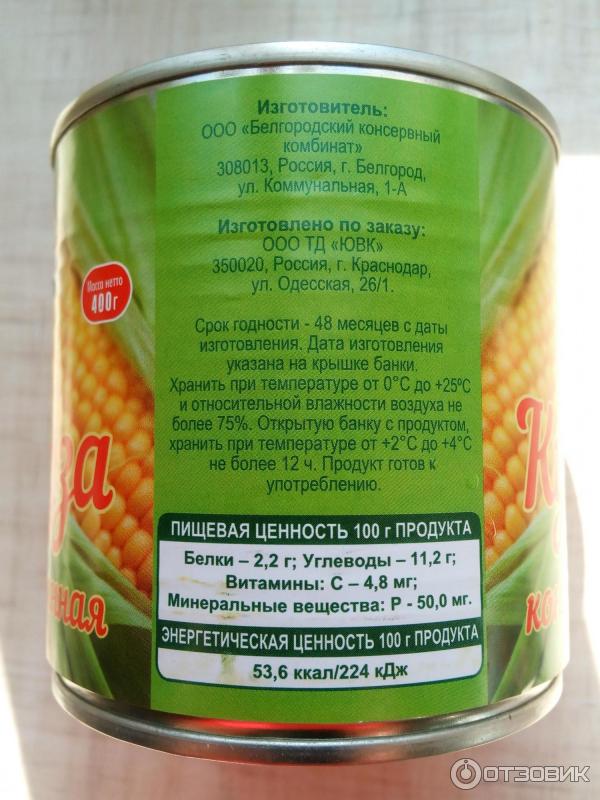 Изготовитель:
ООО «Белгородский консервный
комбинат»
308013, Россия, г. Белгород,
ул. Коммунальная, 1-А
Изготовлено по заказу:
ООО ТД «ЮВК»
350020, Россия, г. Краснодар,
ул. Одесская, 26/1.
Масса нетто
400г
Срок годности - 48 месяцев с даты
изготовления. Дата изготовления
указана на крышке банки.
Хранить при температуре от 0°С до +25ºС
и относительной влажности воздуха не
более 75%. Открытую банку с продуктом,
хранить при температуре от +2°С до +4°С
не более 12 ч. Продукт готов к
употреблению.
за
нная
К
ко
ПИЩЕВАЯ ЦЕННОСТЬ 100 г ПРОДУКТА
Белки – 2,2 г; Углеводы – 11,2 г;
Витамины: С – 4,8 мг;
Минеральные вещества: Р - 50,0 мг.
ЭНЕРГЕТИЧЕСКАЯ ЦЕННОСТЬ 100 г ПРОДУКТА
53,6 ккал/224 кДж
ОТЗОВИК